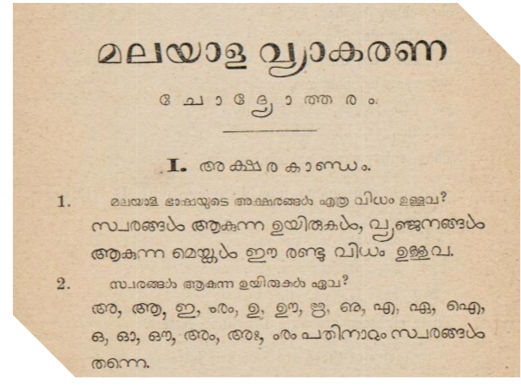 മലയാള വ്യാകരണ
ചോദ്യോത്തരം.
I. അക്ഷരകാണ്ഡം.
1. മലയാള ഭാഷയുടെ അക്ഷരങ്ങൾ എത്ര വിധം ഉള്ളവ?
സ്വരങ്ങൾ ആകുന്ന ഉയിരുകൾ, വ്യഞ്ജനങ്ങൾ
ആകുന്ന മെയ്യുൾ ഈ രണ്ടു വിധം ഉള്ളവ.
2. സ്വരങ്ങൾ ആകുന്ന ഉയിരുകൾ ഏവ?
അ, ആ, ഇ, ൟ, ഉ, ഊ, ഋ, ഌ, എ, ഏ, ഐ,
ഒ, ഓ, ഔ, അം, അഃ, ൟ പതിനാറും സ്വരങ്ങൾ
തന്നെ.